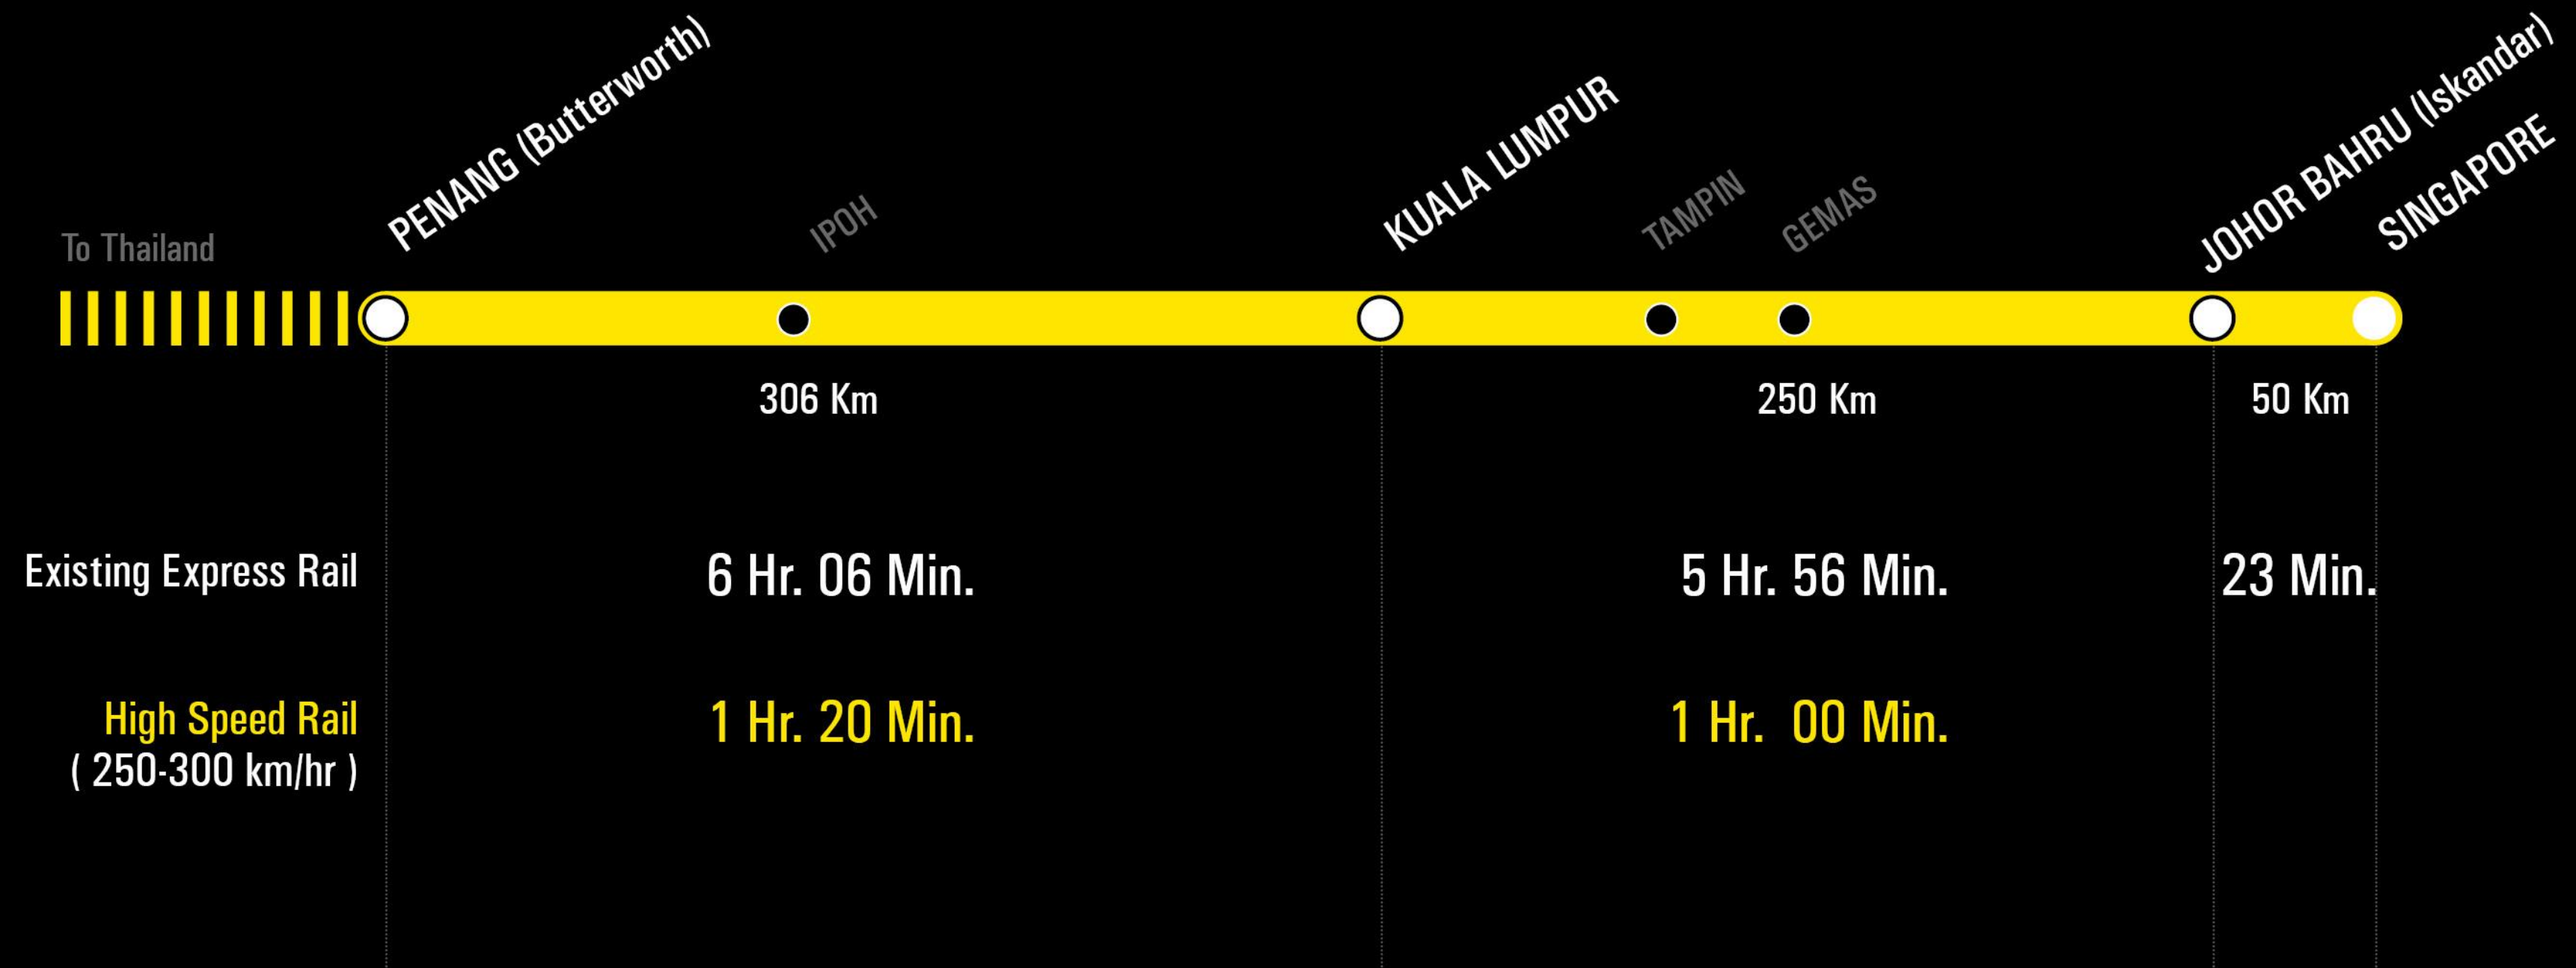 PENANG (Butterworth)
IPOH
KUALA LUMPUR
TAMPIN
GEMAS
JOHOR BAHRU (Iskandar)
SINGAPORE
To Thailand
306 Km
250 Km
50 Km
Existing Express Rail
6 Hr. 06 Min.
5 Hr. 56 Min.
23 Min.
High Speed Rail
( 250-300 km/hr )
1 Hr. 20 Min.
1 Hr. 00 Min.